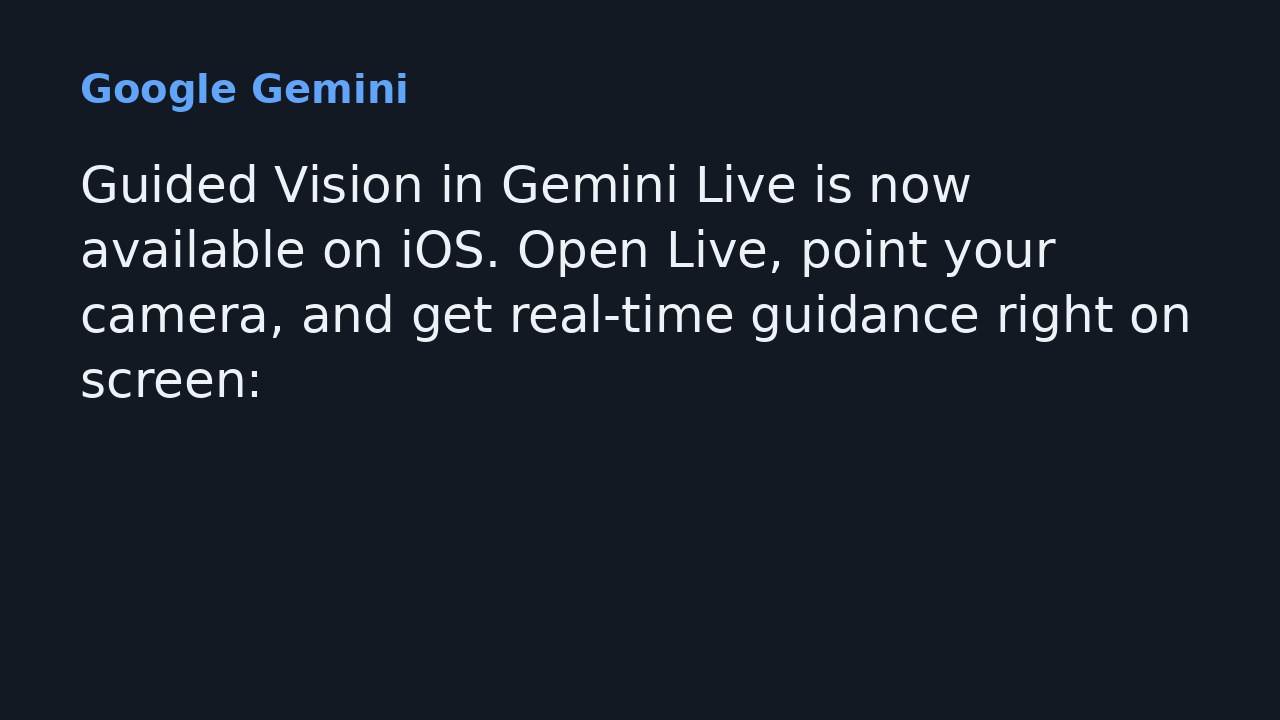 Google Gemini
Guided Vision in Gemini Live is now
available on iOS. Open Live, point your
camera, and get real-time guidance right on
screen: